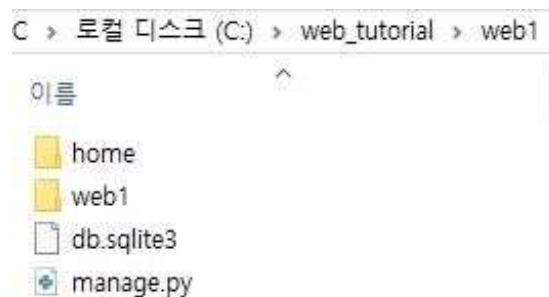 C > 로컬 디스크 (C:) > web_tutorial > web1
이름
home
web1
db.sqlite3
manage.py